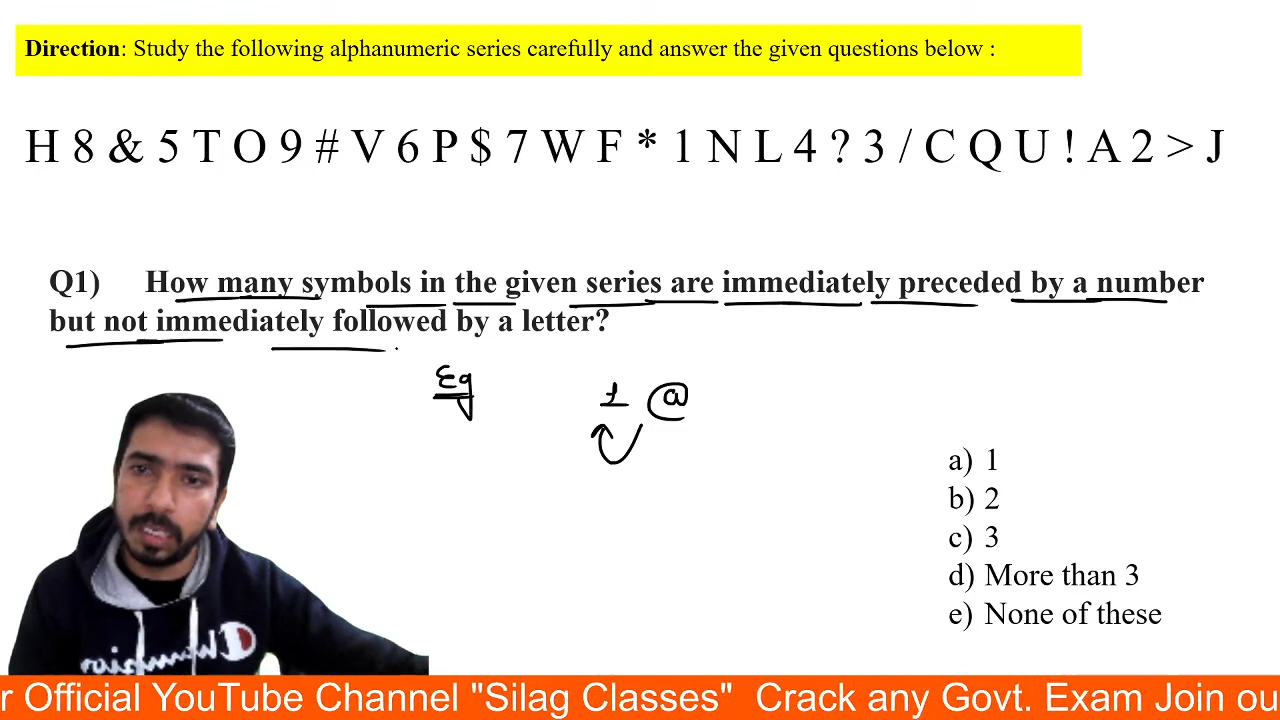 Direction: Study the following alphanumeric series carefully and answer the given questions below :
H 8 & 5 T O 9 # V 6 P $ 7 W F * 1 N L 4 ? 3 / C Q U ! A 2 > J
Q1) How many symbols in the given series are immediately preceded by a number
but not immediately followed by a letter?
Eg
1 @
a) 1
b) 2
c) 3
d) More than 3
e) None of these
Champion
r Official YouTube Channel "Silag Classes" Crack any Govt. Exam Join ou